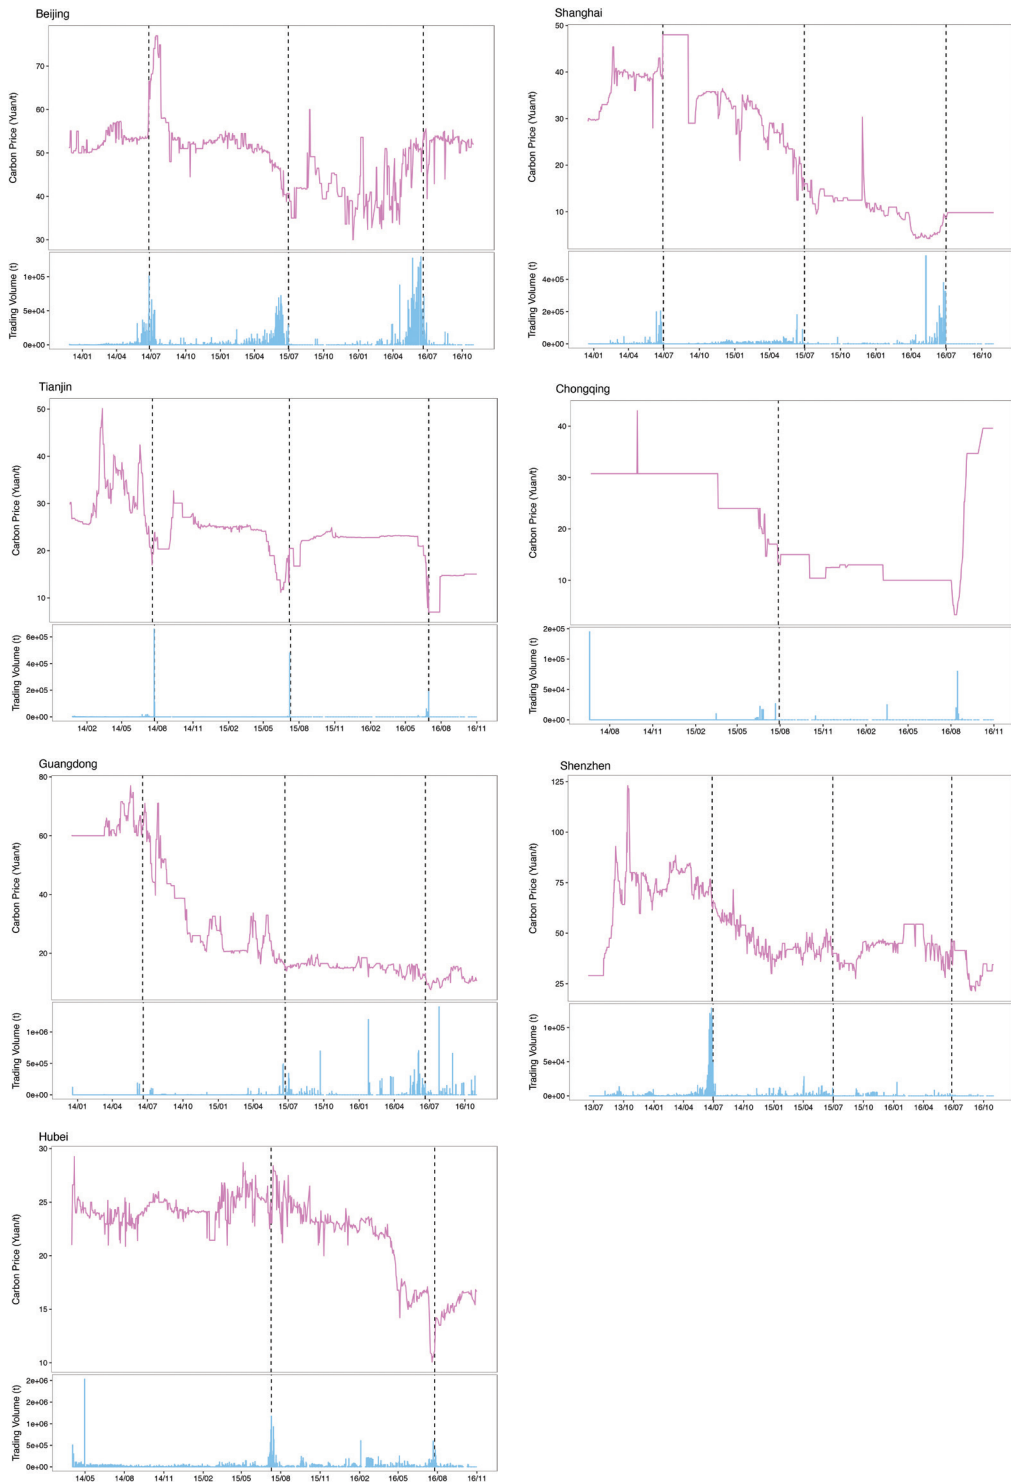 Beijing
Carbon Price (Yuan/t)
70
60
50
40
30
Trading Volume (t)
1e+05
5e+04
0e+00
14/01 14/04 14/07 14/10 15/01 15/04 15/07 15/10 16/01 16/04 16/07 16/10
Shanghai
Carbon Price (Yuan/t)
50
40
30
20
10
Trading Volume (t)
4e+05
2e+05
0e+00
14/01 14/04 14/07 14/10 15/01 15/04 15/07 15/10 16/01 16/04 16/07 16/10
Tianjin
Carbon Price (Yuan/t)
50
40
30
20
10
Trading Volume (t)
6e+05
4e+05
2e+05
0e+00
14/02 14/05 14/08 14/11 15/02 15/05 15/08 15/11 16/02 16/05 16/08 16/11
Chongqing
Carbon Price (Yuan/t)
40
30
20
10
Trading Volume (t)
2e+05
1e+05
5e+04
0e+00
14/08 14/11 15/02 15/05 15/08 15/11 16/02 16/05 16/08 16/11
Guangdong
Carbon Price (Yuan/t)
80
60
40
20
Trading Volume (t)
1e+06
5e+05
0e+00
14/01 14/04 14/07 14/10 15/01 15/04 15/07 15/10 16/01 16/04 16/07 16/10
Shenzhen
Carbon Price (Yuan/t)
125
100
75
50
25
Trading Volume (t)
1e+05
5e+04
0e+00
13/07 13/10 14/01 14/04 14/07 14/10 15/01 15/04 15/07 15/10 16/01 16/04 16/07 16/10
Hubei
Carbon Price (Yuan/t)
30
25
20
15
10
Trading Volume (t)
2e+06
2e+06
1e+06
5e+05
0e+00
14/05 14/08 14/11 15/02 15/05 15/08 15/11 16/02 16/05 16/08 16/11